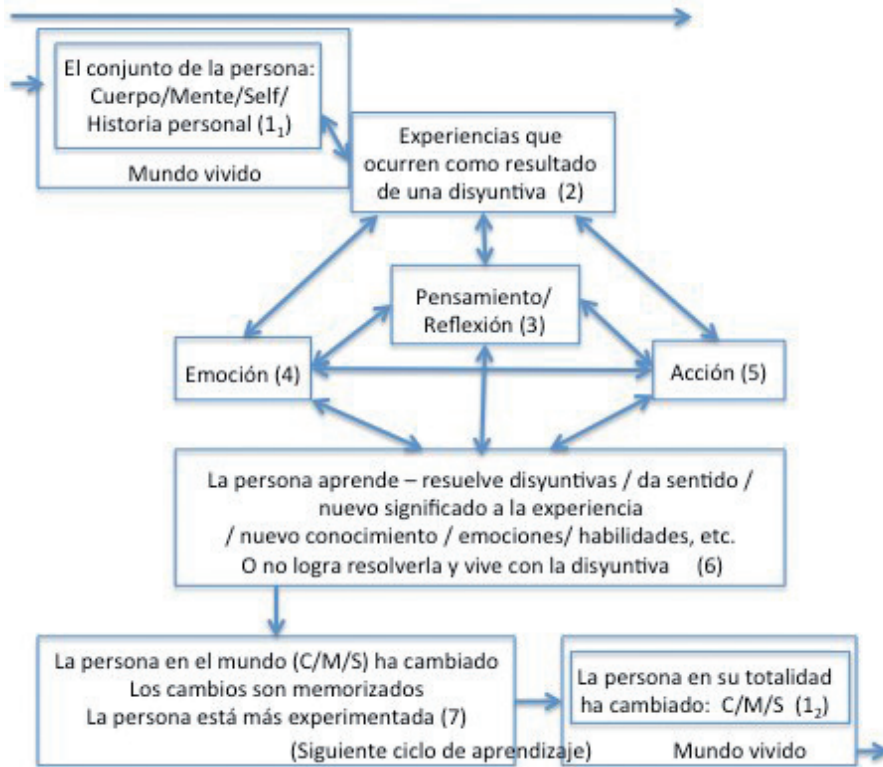 El conjunto de la persona:
Cuerpo/Mente/Self/
Historia personal (1₁)
Mundo vivido
Experiencias que
ocurren como resultado
de una disyuntiva (2)
Pensamiento/
Reflexión (3)
Emoción (4)
Acción (5)
La persona aprende – resuelve disyuntivas / da sentido /
nuevo significado a la experiencia
/ nuevo conocimiento / emociones/ habilidades, etc.
O no logra resolverla y vive con la disyuntiva (6)
La persona en el mundo (C/M/S) ha cambiado
Los cambios son memorizados
La persona está más experimentada (7)
(Siguiente ciclo de aprendizaje)
La persona en su totalidad
ha cambiado: C/M/S (1₂)
Mundo vivido